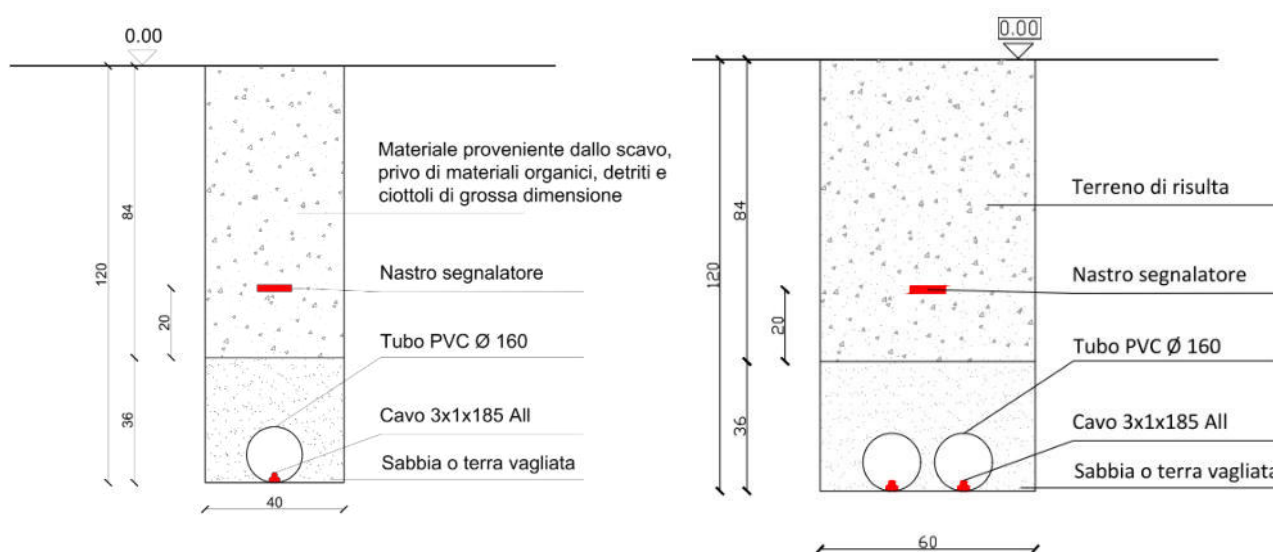 0.00
Materiale proveniente dallo scavo,
privo di materiali organici, detriti e
ciottoli di grossa dimensione
84
120
Nastro segnalatore
20
Tubo PVC Ø 160
Cavo 3x1x185 All
36
Sabbia o terra vagliata
40
0.00
Terreno di risulta
84
120
Nastro segnalatore
20
Tubo PVC Ø 160
36
Cavo 3x1x185 All
Sabbia o terra vagliata
60